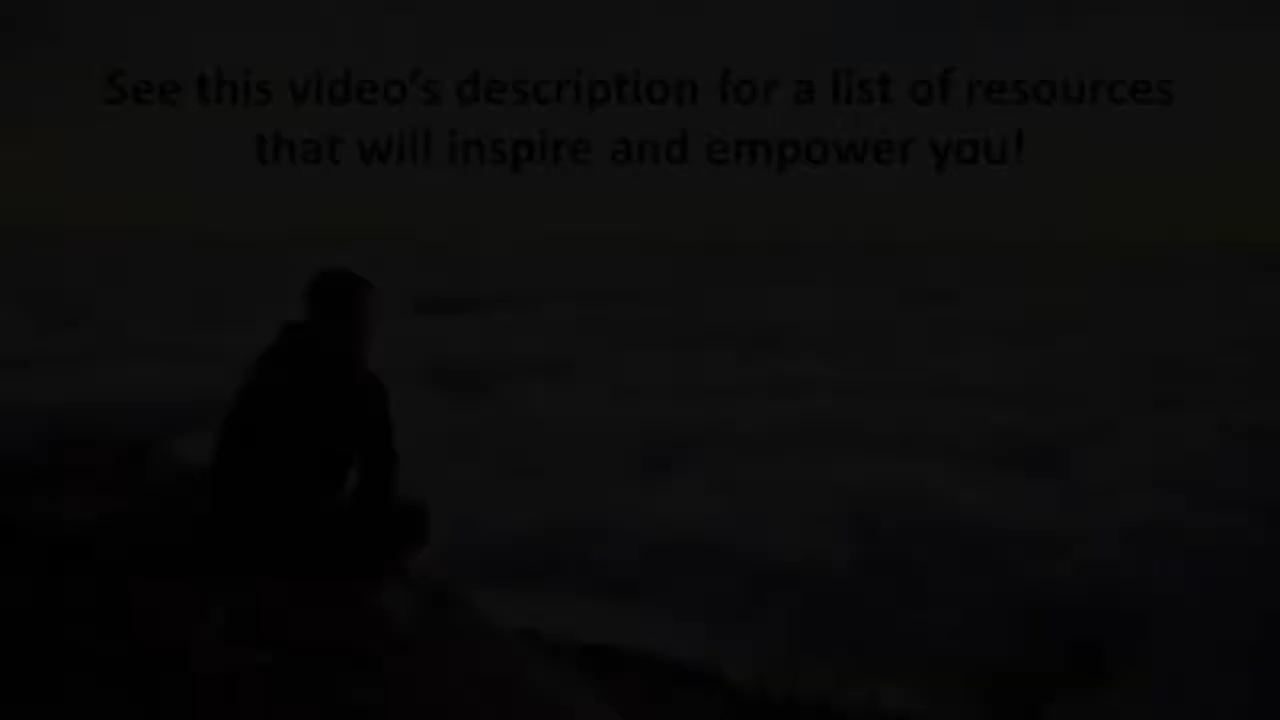 See this video's description for a list of resources
that will inspire and empower you!